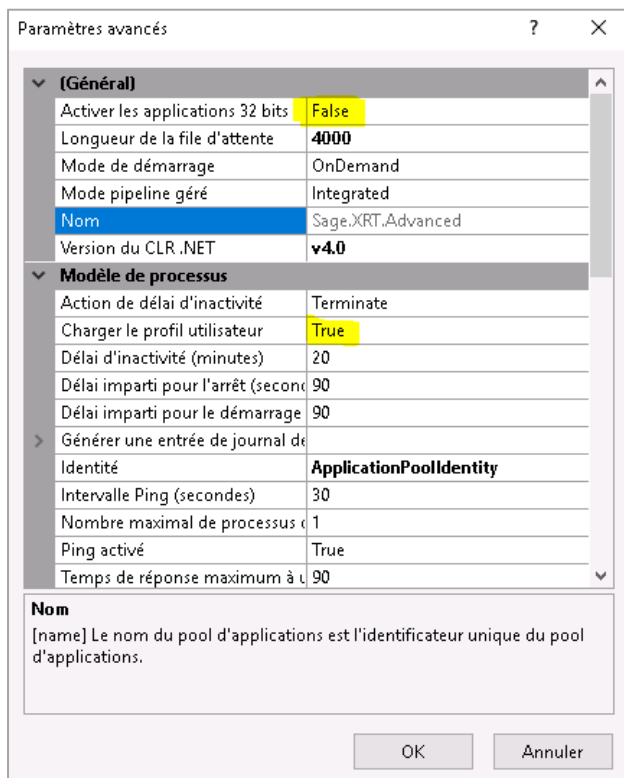 Paramètres avancés ? ✕
(Général)
Activer les applications 32 bits False
Longueur de la file d'attente 4000
Mode de démarrage OnDemand
Mode pipeline géré Integrated
Nom Sage.XRT.Advanced
Version du CLR .NET v4.0
Modèle de processus
Action de délai d'inactivité Terminate
Charger le profil utilisateur True
Délai d'inactivité (minutes) 20
Délai imparti pour l'arrêt (secon 90
Délai imparti pour le démarrage 90
Générer une entrée de journal de
Identité ApplicationPoolIdentity
Intervalle Ping (secondes) 30
Nombre maximal de processus 1
Ping activé True
Temps de réponse maximum à 90
Nom
[name] Le nom du pool d'applications est l'identificateur unique du pool
d'applications.
OK Annuler